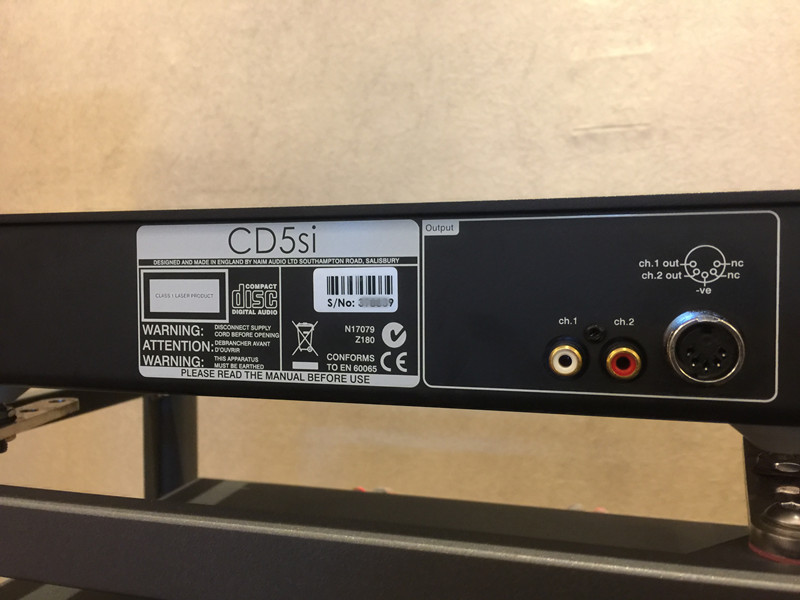 CD5si
DESIGNED AND MADE IN ENGLAND BY NAIM AUDIO LTD SOUTHAMPTON ROAD, SALISBURY
CLASS 1 LASER PRODUCT
COMPACT
disc
DIGITAL AUDIO
S/No:
WARNING: DISCONNECT SUPPLY
CORD BEFORE OPENING
ATTENTION: DEBRANCHER AVANT
D'OUVRIR
WARNING: THIS APPARATUS
MUST BE EARTHED
N17079
Z180
CONFORMS
TO EN 60065
CE
PLEASE READ THE MANUAL BEFORE USE
Output
ch.1 ch.2
ch.1 out nc
ch.2 out nc
-ve